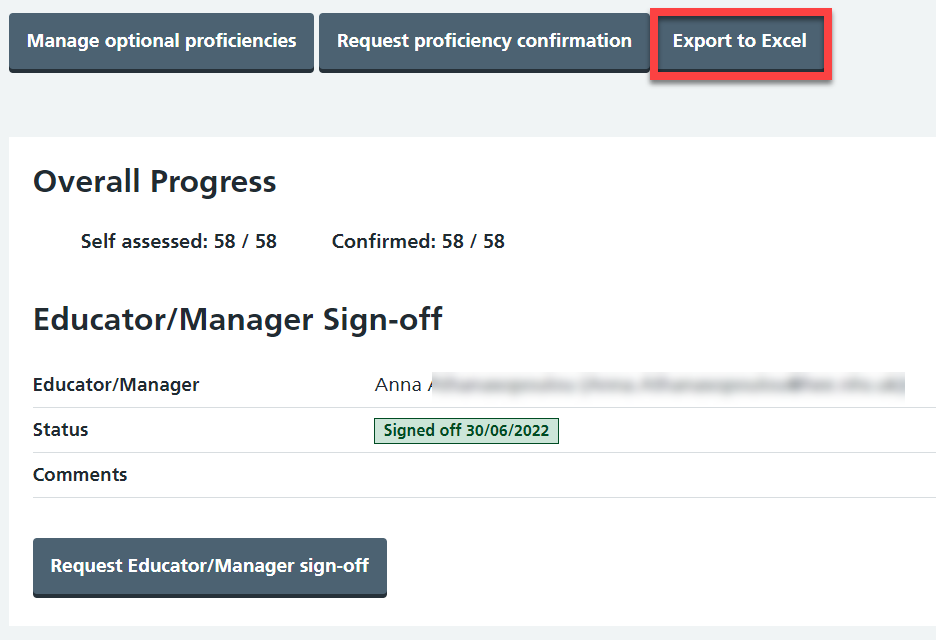 Manage optional proficiencies Request proficiency confirmation Export to Excel
Overall Progress
Self assessed: 58 / 58 Confirmed: 58 / 58
Educator/Manager Sign-off
Educator/Manager Anna
Status Signed off 30/06/2022
Comments
Request Educator/Manager sign-off